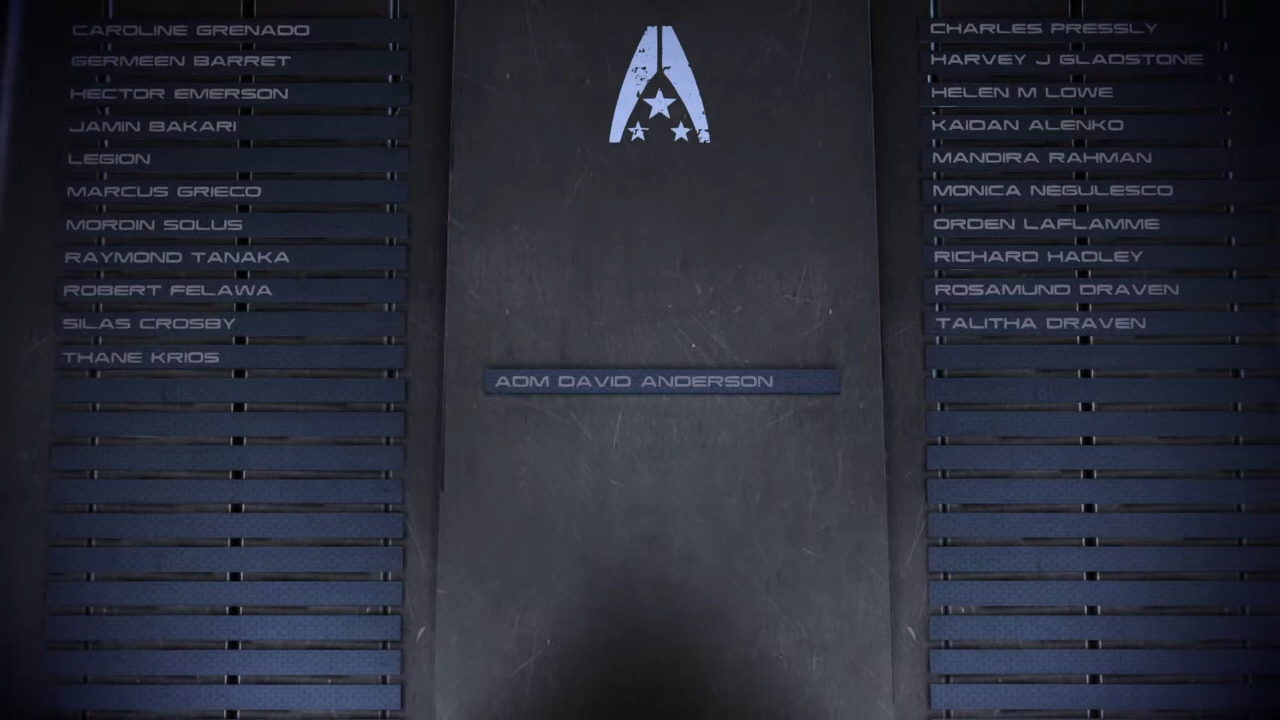 CAROLINE GRENADO
GERMEEN BARRET
HECTOR EMERSON
JAMIN BAKARI
LEGION
MARCUS GRIECO
MORDIN SOLUS
RAYMOND TANAKA
ROBERT FELAWA
SILAS CROSBY
THANE KRIOS
ADM DAVID ANDERSON
CHARLES PRESSLY
HARVEY J GLADSTONE
HELEN M LOWE
KAIDAN ALENKO
MANDIRA RAHMAN
MONICA NEGULESCO
ORDEN LAFLAMME
RICHARD HADLEY
ROSAMUND DRAVEN
TALITHA DRAVEN